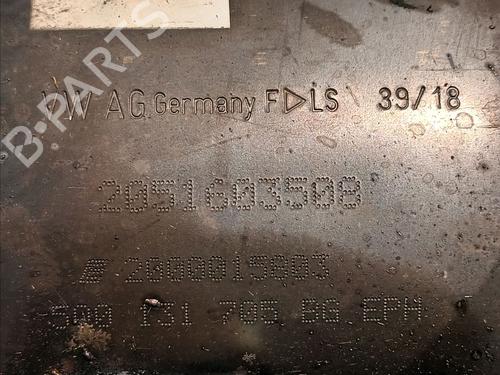 B-PARTS
VW AG Germany F▷LS 39/18
2051603508
2000015003
5Q0 131 705 BG EPH